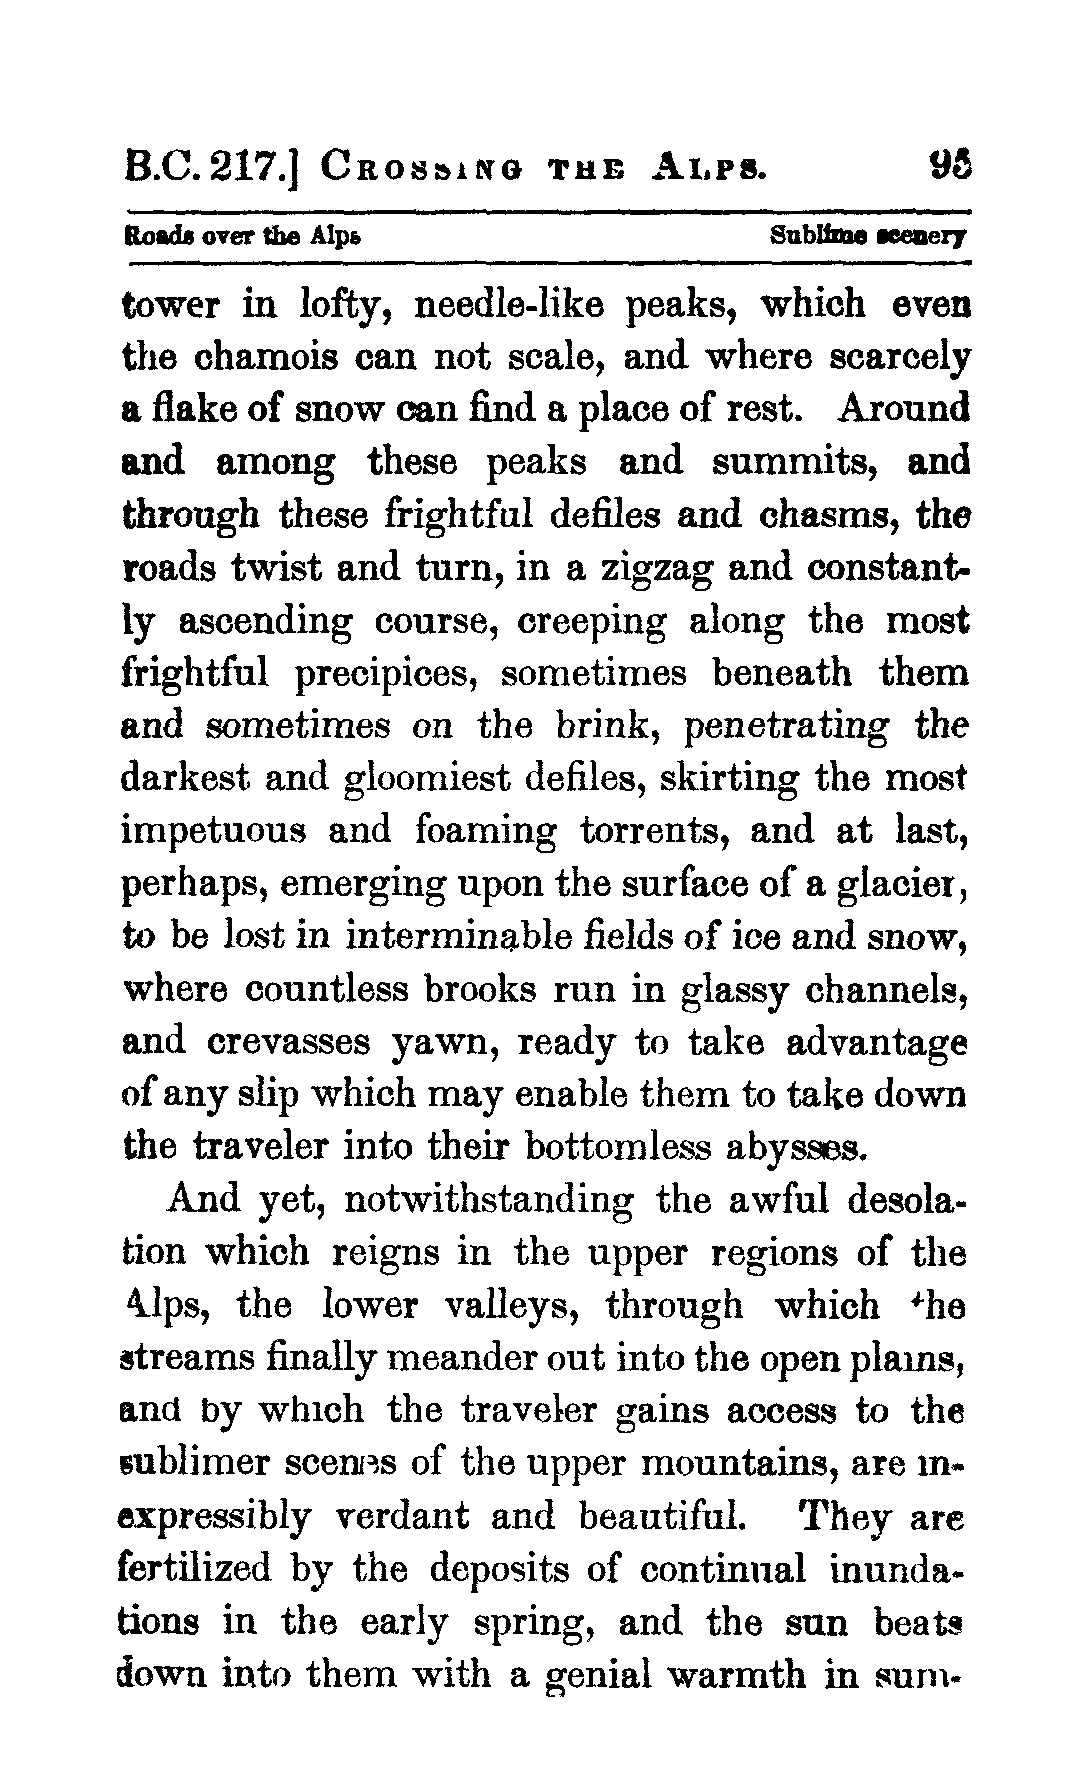 B.C. 217.] CROSSING THE ALPS. 95
Roads over the Alps Sublime scenery
tower in lofty, needle-like peaks, which even
the chamois can not scale, and where scarcely
a flake of snow can find a place of rest. Around
and among these peaks and summits, and
through these frightful defiles and chasms, the
roads twist and turn, in a zigzag and constant-
ly ascending course, creeping along the most
frightful precipices, sometimes beneath them
and sometimes on the brink, penetrating the
darkest and gloomiest defiles, skirting the most
impetuous and foaming torrents, and at last,
perhaps, emerging upon the surface of a glacier,
to be lost in interminable fields of ice and snow,
where countless brooks run in glassy channels,
and crevasses yawn, ready to take advantage
of any slip which may enable them to take down
the traveler into their bottomless abysses.
And yet, notwithstanding the awful desola-
tion which reigns in the upper regions of the
Alps, the lower valleys, through which the
streams finally meander out into the open plains,
and by which the traveler gains access to the
sublimer scenes of the upper mountains, are in-
expressibly verdant and beautiful. They are
fertilized by the deposits of continual inunda-
tions in the early spring, and the sun beats
down into them with a genial warmth in sum-